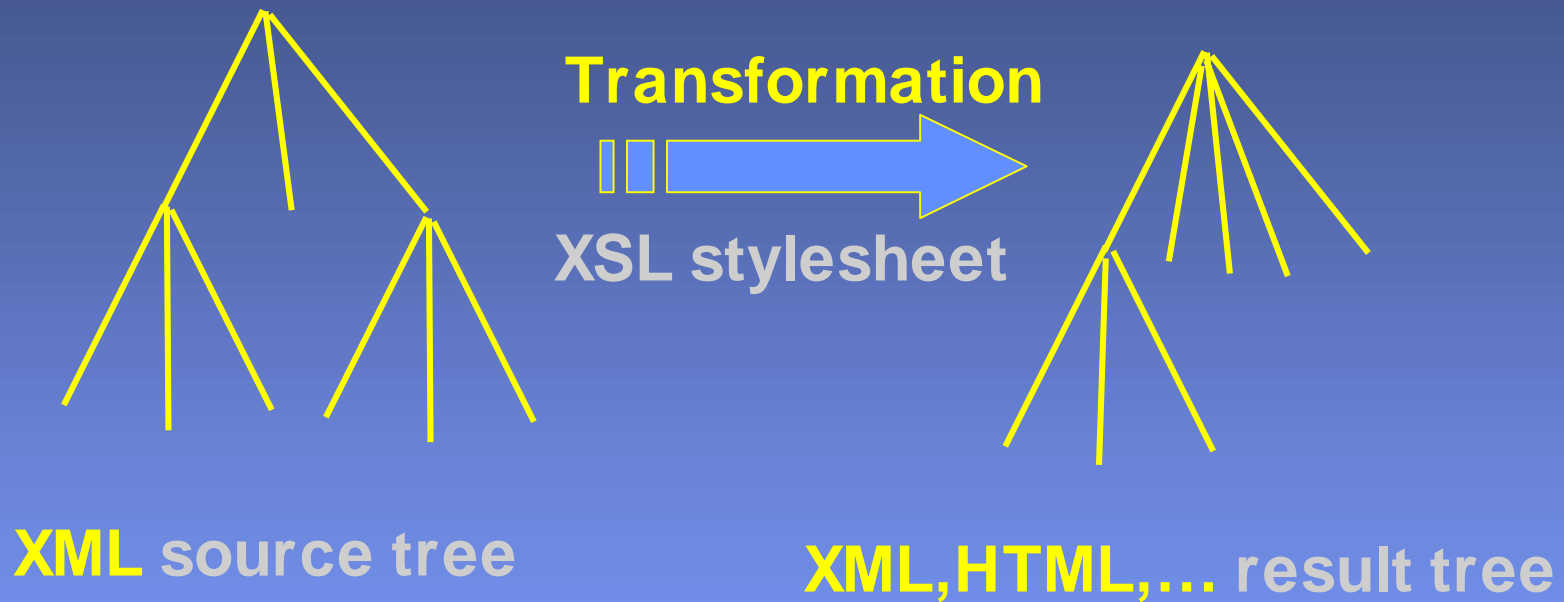 Transformation
XSL stylesheet
XML source tree
XML,HTML,... result tree